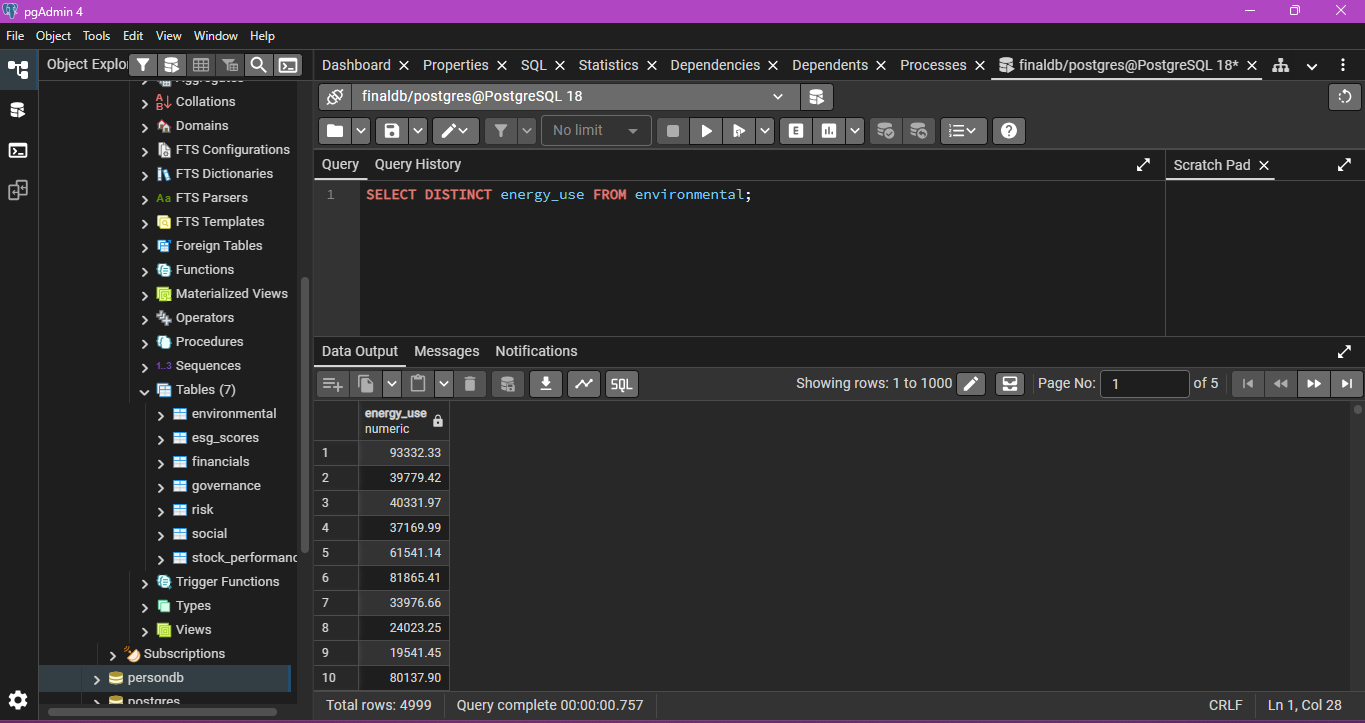 pgAdmin 4
File Object Tools Edit View Window Help
Object Explo
Dashboard Properties SQL Statistics Dependencies Dependents Processes finaldb/postgres@PostgreSQL 18*
Collations
Domains
FTS Configurations
FTS Dictionaries
Aa FTS Parsers
FTS Templates
Foreign Tables
Functions
Materialized Views
Operators
Procedures
1..3 Sequences
Tables (7)
environmental
esg_scores
financials
governance
risk
social
stock_performanc
Trigger Functions
Types
Views
Subscriptions
persondb
postgres
finaldb/postgres@PostgreSQL 18
No limit
E
Query Query History
Scratch Pad
1 SELECT DISTINCT energy_use FROM environmental;
Data Output Messages Notifications
SQL
Showing rows: 1 to 1000
Page No: 1 of 5
energy_use
numeric
1 93332.33
2 39779.42
3 40331.97
4 37169.99
5 61541.14
6 81865.41
7 33976.66
8 24023.25
9 19541.45
10 80137.90
Total rows: 4999 Query complete 00:00:00.757 CRLF Ln 1, Col 28